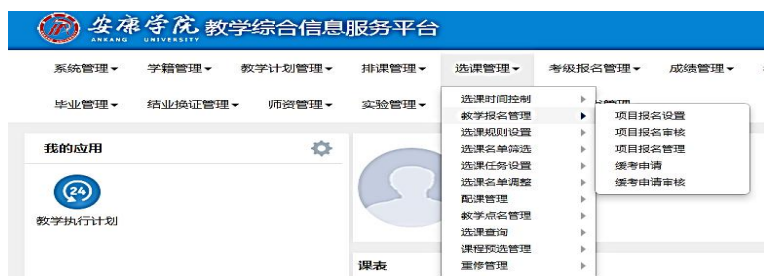 安康学院 教学综合信息服务平台
ANKANG UNIVERSITY
系统管理 学籍管理 教学计划管理 排课管理 选课管理 考级报名管理 成绩管理
毕业管理 结业换证管理 师资管理 实验管理
选课时间控制
教学报名管理 项目报名设置
我的应用 选课规则设置 项目报名审核
选课名单筛选 项目报名管理
选课任务设置 缓考申请
24 选课名单调整 缓考申请审核
配课管理
教学执行计划 教学点名管理
选课查询
课程预选管理
课表 重修管理